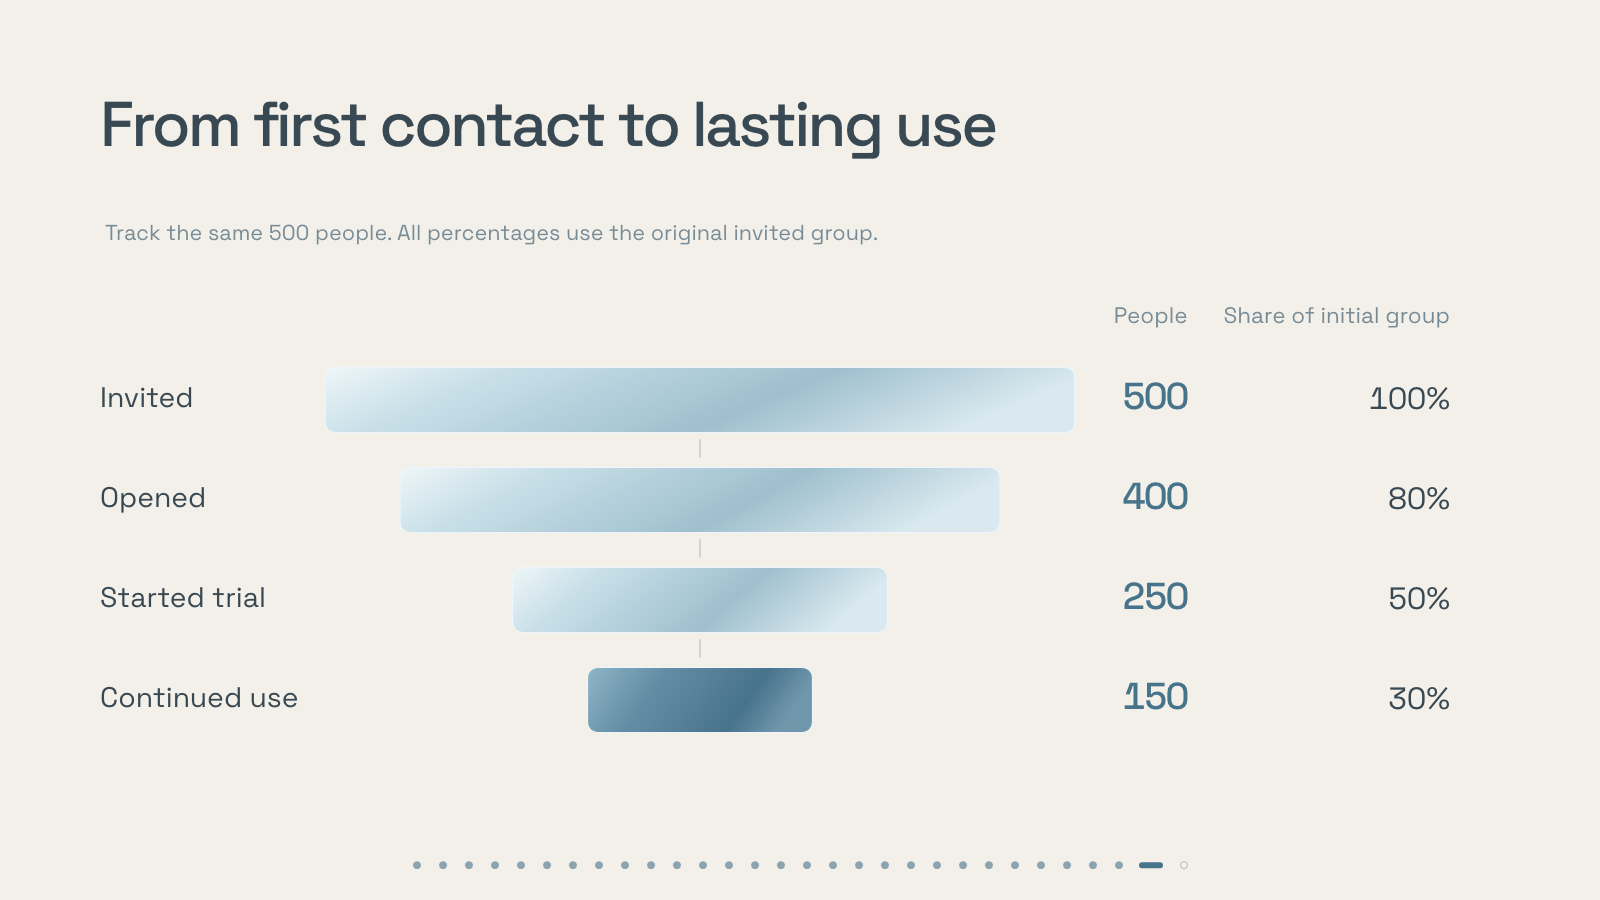 From first contact to lasting use
Track the same 500 people. All percentages use the original invited group.
People Share of initial group
Invited 500 100%
Opened 400 80%
Started trial 250 50%
Continued use 150 30%